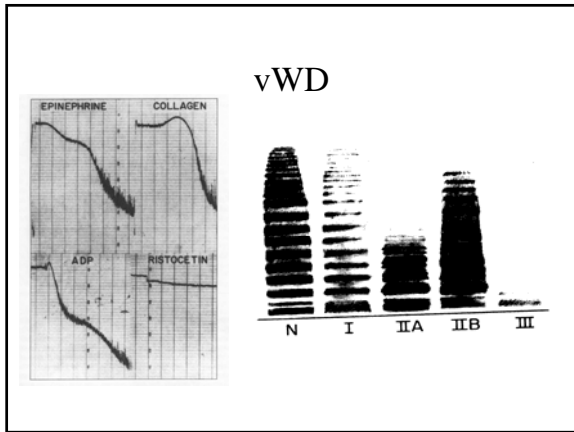 vWD
EPINEPHRINE COLLAGEN
ADP RISTOCETIN
N I IIA IIB III